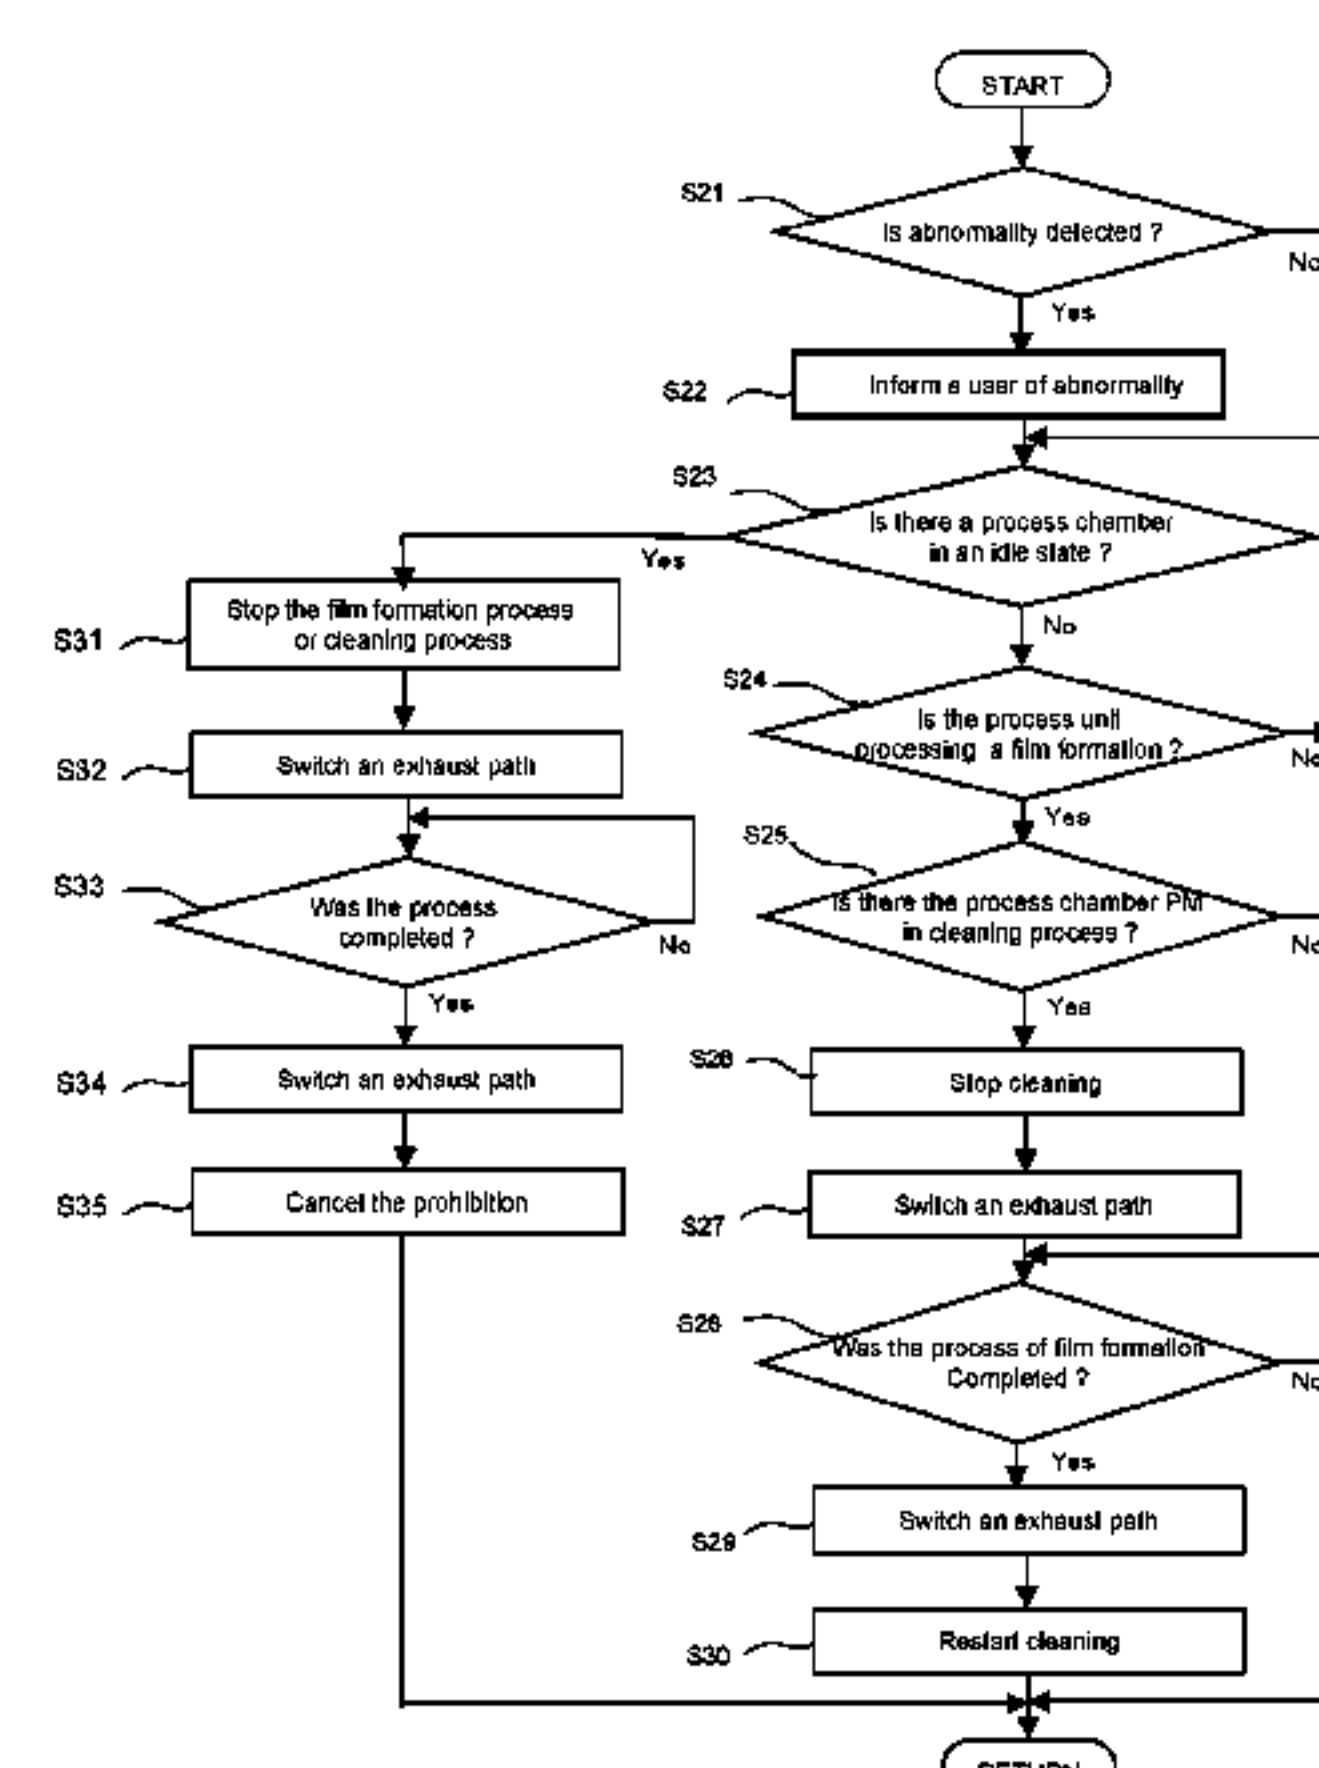 START
S21
Is abnormality detected ?
No
Yes
S22
Inform a user of abnormality
S23
Is there a process chamber
in an idle state ?
Yes
No
S31
Stop the film formation process
or cleaning process
S24
Is the process unit
processing a film formation ?
No
Yes
S32
Switch an exhaust path
S25
Is there the process chamber PM
in cleaning process ?
No
Yes
S33
Was the process
completed ?
No
Yes
S26
Stop cleaning
S34
Switch an exhaust path
S27
Switch an exhaust path
S35
Cancel the prohibition
S28
Was the process of film formation
Completed ?
No
Yes
S29
Switch an exhaust path
S30
Restart cleaning
RETURN